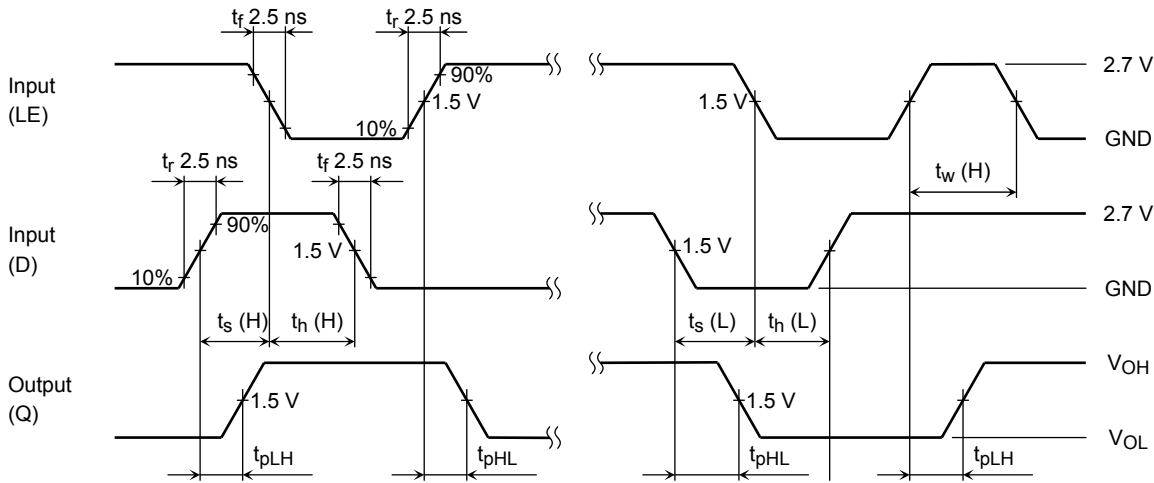 tf 2.5 ns
tr 2.5 ns
Input
(LE)
90%
1.5 V
10%
1.5 V
2.7 V
GND
tr 2.5 ns
tf 2.5 ns
tw (H)
Input
(D)
90%
1.5 V
10%
1.5 V
2.7 V
GND
ts (H)
th (H)
ts (L)
th (L)
Output
(Q)
1.5 V
1.5 V
VOH
VOL
tpLH
tpHL
tpHL
tpLH